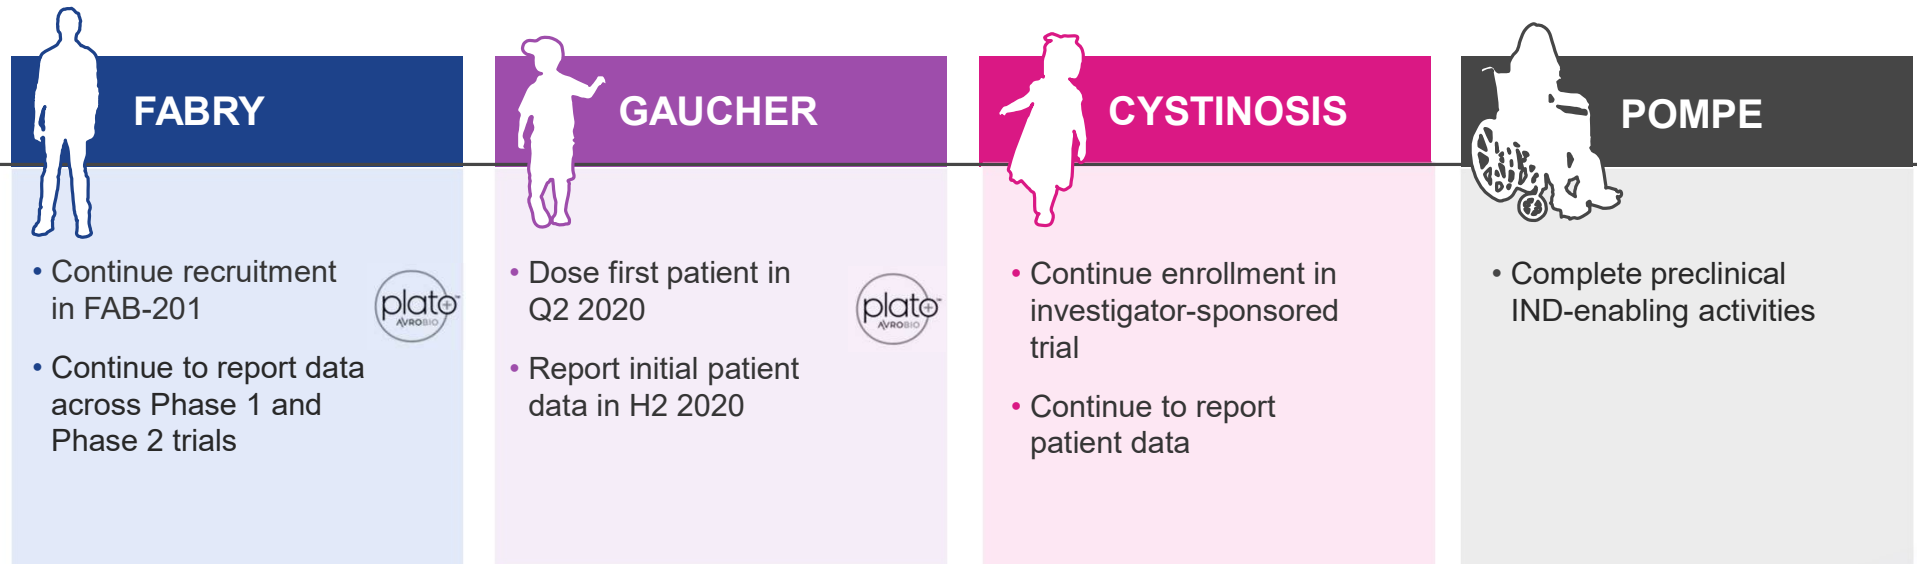 FABRY
• Continue recruitment
in FAB-201
plato™
AVROBIO
• Continue to report data
across Phase 1 and
Phase 2 trials
GAUCHER
• Dose first patient in
Q2 2020
plato™
AVROBIO
• Report initial patient
data in H2 2020
CYSTINOSIS
• Continue enrollment in
investigator-sponsored
trial
• Continue to report
patient data
POMPE
• Complete preclinical
IND-enabling activities